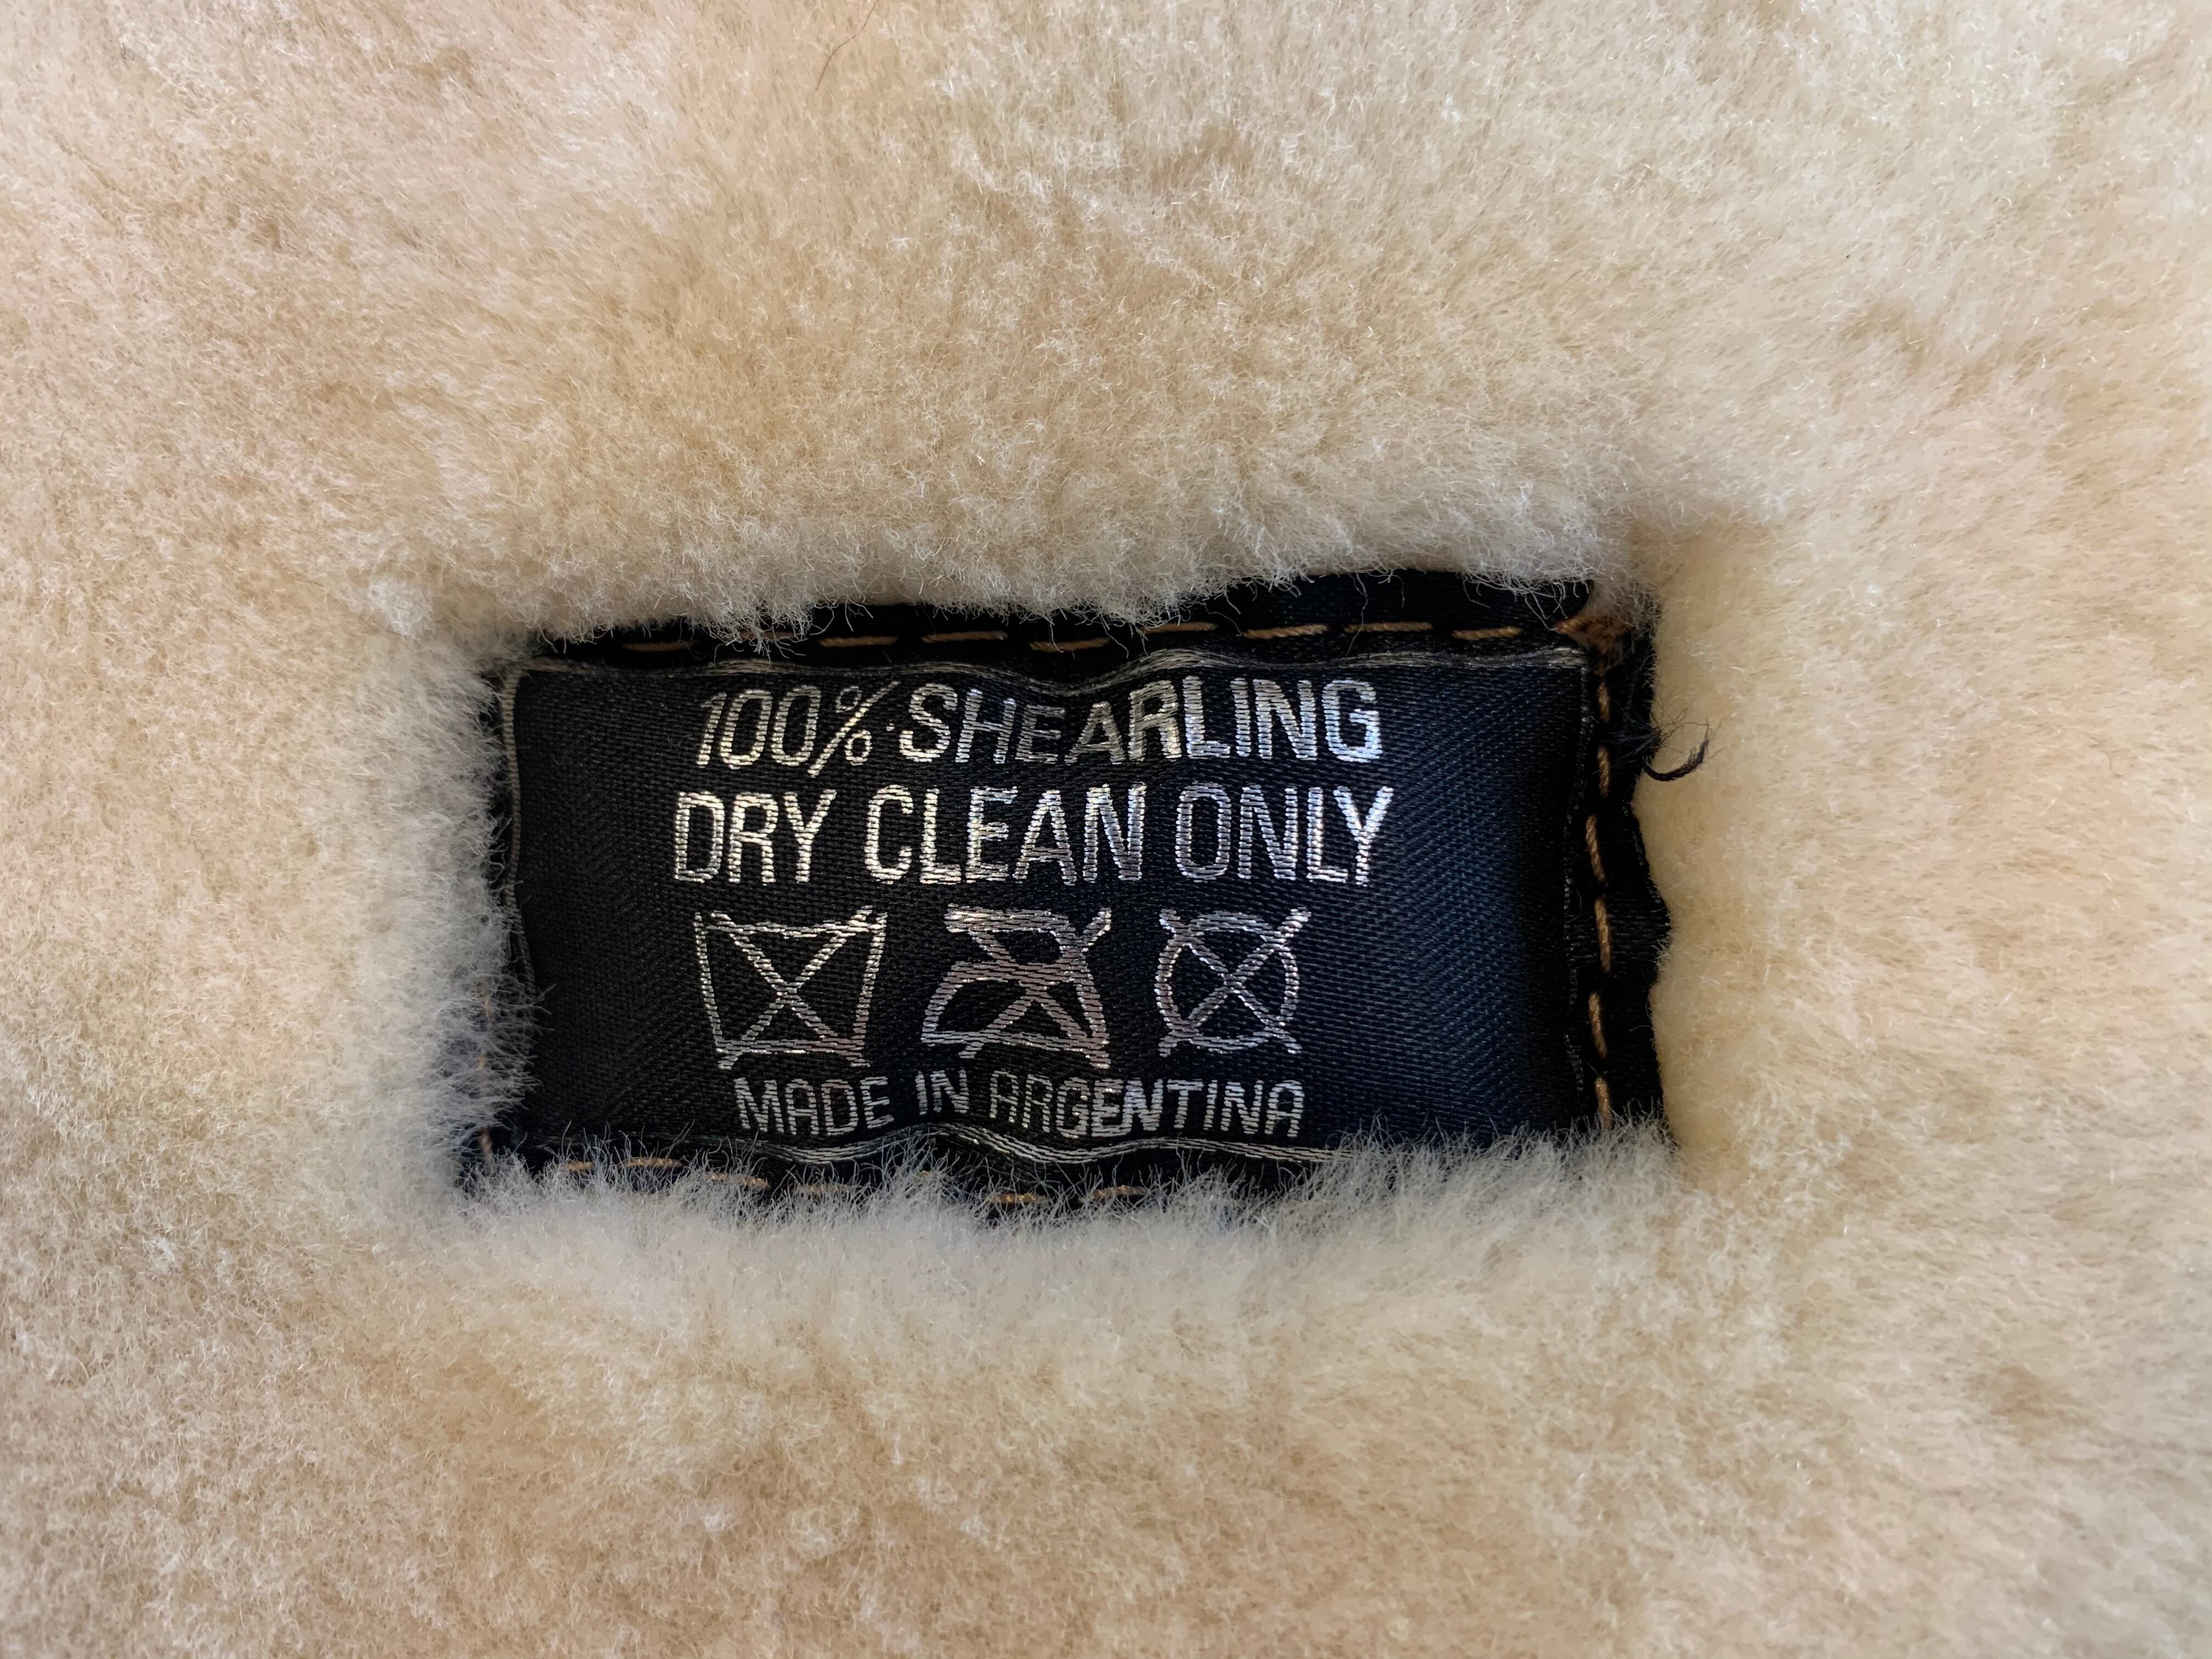 100% SHEARLING
DRY CLEAN ONLY
MADE IN ARGENTINA